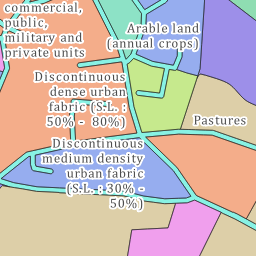 commercial,
public,
military and
private units
Arable land
(annual crops)
Discontinuous
dense urban
fabric (S.L. :
50% - 80%)
Pastures
Discontinuous
medium density
urban fabric
(S.L. : 30% -
50%)